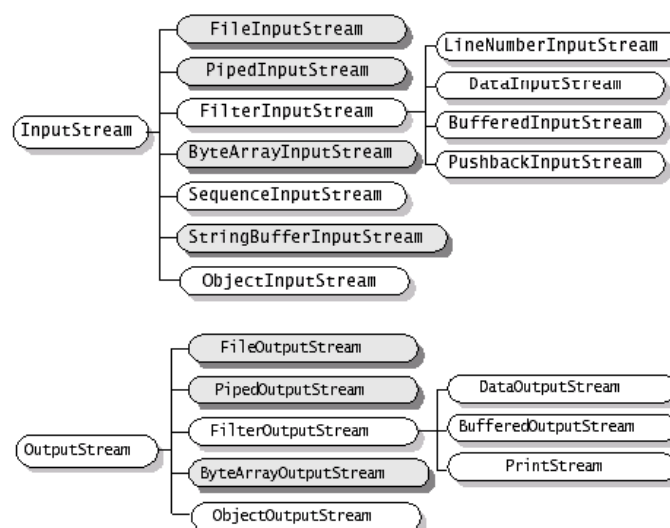 FileInputStream
PipedInputStream
FilterInputStream
InputStream
ByteArrayInputStream
SequenceInputStream
StringBufferInputStream
ObjectInputStream
LineNumberInputStream
DataInputStream
BufferedInputStream
PushbackInputStream
FileOutputStream
PipedOutputStream
FilterOutputStream
OutputStream
ByteArrayOutputStream
ObjectOutputStream
DataOutputStream
BufferedOutputStream
PrintStream